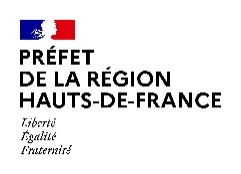 PRÉFET
DE LA RÉGION
HAUTS-DE-FRANCE
Liberté
Égalité
Fraternité